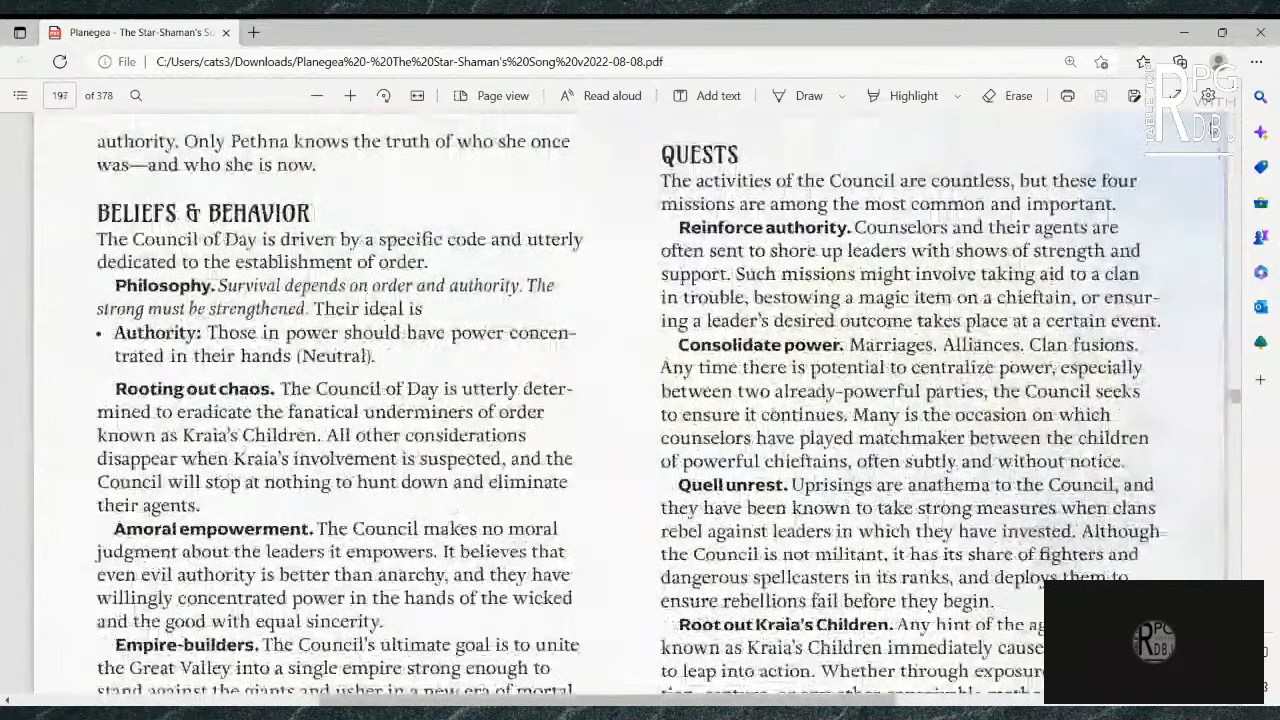 Planegea - The Star-Shaman's So
File
C:/Users/cats3/Downloads/Planegea%20-%20The%20Star-Shaman's%20Song%20v2022-08-08.pdf
197 of 378
Page view
Read aloud
Add text
Draw
Highlight
Erase
TABLE TOP
RPG
WITH
RDB.
authority. Only Pethna knows the truth of who she once
was—and who she is now.
BELIEFS & BEHAVIOR
The Council of Day is driven by a specific code and utterly
dedicated to the establishment of order.
Philosophy. Survival depends on order and authority. The
strong must be strengthened. Their ideal is
• Authority: Those in power should have power concen-
trated in their hands (Neutral).
Rooting out chaos. The Council of Day is utterly deter-
mined to eradicate the fanatical underminers of order
known as Kraia's Children. All other considerations
disappear when Kraia's involvement is suspected, and the
Council will stop at nothing to hunt down and eliminate
their agents.
Amoral empowerment. The Council makes no moral
judgment about the leaders it empowers. It believes that
even evil authority is better than anarchy, and they have
willingly concentrated power in the hands of the wicked
and the good with equal sincerity.
Empire-builders. The Council's ultimate goal is to unite
the Great Valley into a single empire strong enough to
stand against the giants and usher in a new era of mortal
QUESTS
The activities of the Council are countless, but these four
missions are among the most common and important.
Reinforce authority. Counselors and their agents are
often sent to shore up leaders with shows of strength and
support. Such missions might involve taking aid to a clan
in trouble, bestowing a magic item on a chieftain, or ensur-
ing a leader's desired outcome takes place at a certain event.
Consolidate power. Marriages. Alliances. Clan fusions.
Any time there is potential to centralize power, especially
between two already-powerful parties, the Council seeks
to ensure it continues. Many is the occasion on which
counselors have played matchmaker between the children
of powerful chieftains, often subtly and without notice.
Quell unrest. Uprisings are anathema to the Council, and
they have been known to take strong measures when clans
rebel against leaders in which they have invested. Although
the Council is not militant, it has its share of fighters and
dangerous spellcasters in its ranks, and deploys them to
ensure rebellions fail before they begin.
Root out Kraia's Children. Any hint of the ag
known as Kraia's Children immediately cause
to leap into action. Whether through exposur
RPG
RDB.